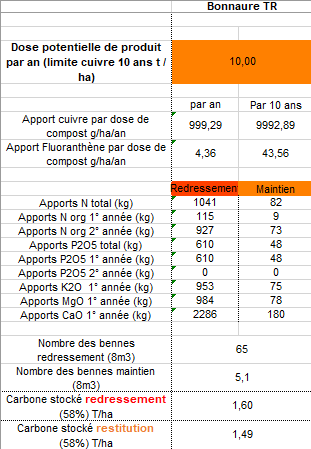 Bonnaure TR
Dose potentielle de produit
par an (limite cuivre 10 ans t /
ha)
10,00
par an Par 10 ans
Apport cuivre par dose de
compost g/ha/an
999,29 9992,89
Apport Fluoranthène par dose de
compost g/ha/an
4,36 43,56
Redressement Maintien
Apports N total (kg) 1041 82
Apports N org 1° année (kg) 115 9
Apports N org 2° année (kg) 927 73
Apports P2O5 total (kg) 610 48
Apports P2O5 1° année (kg) 610 48
Apports P2O5 2° année (kg) 0 0
Apports K2O 1° année (kg) 953 75
Apports MgO 1° année (kg) 984 78
Apports CaO 1° année (kg) 2286 180
Nombre des bennes
redressement (8m3)
65
Nombre des bennes maintien
(8m3)
5,1
Carbone stocké redressement
(58%) T/ha
1,60
Carbone stocké restitution
(58%) T/ha
1,49